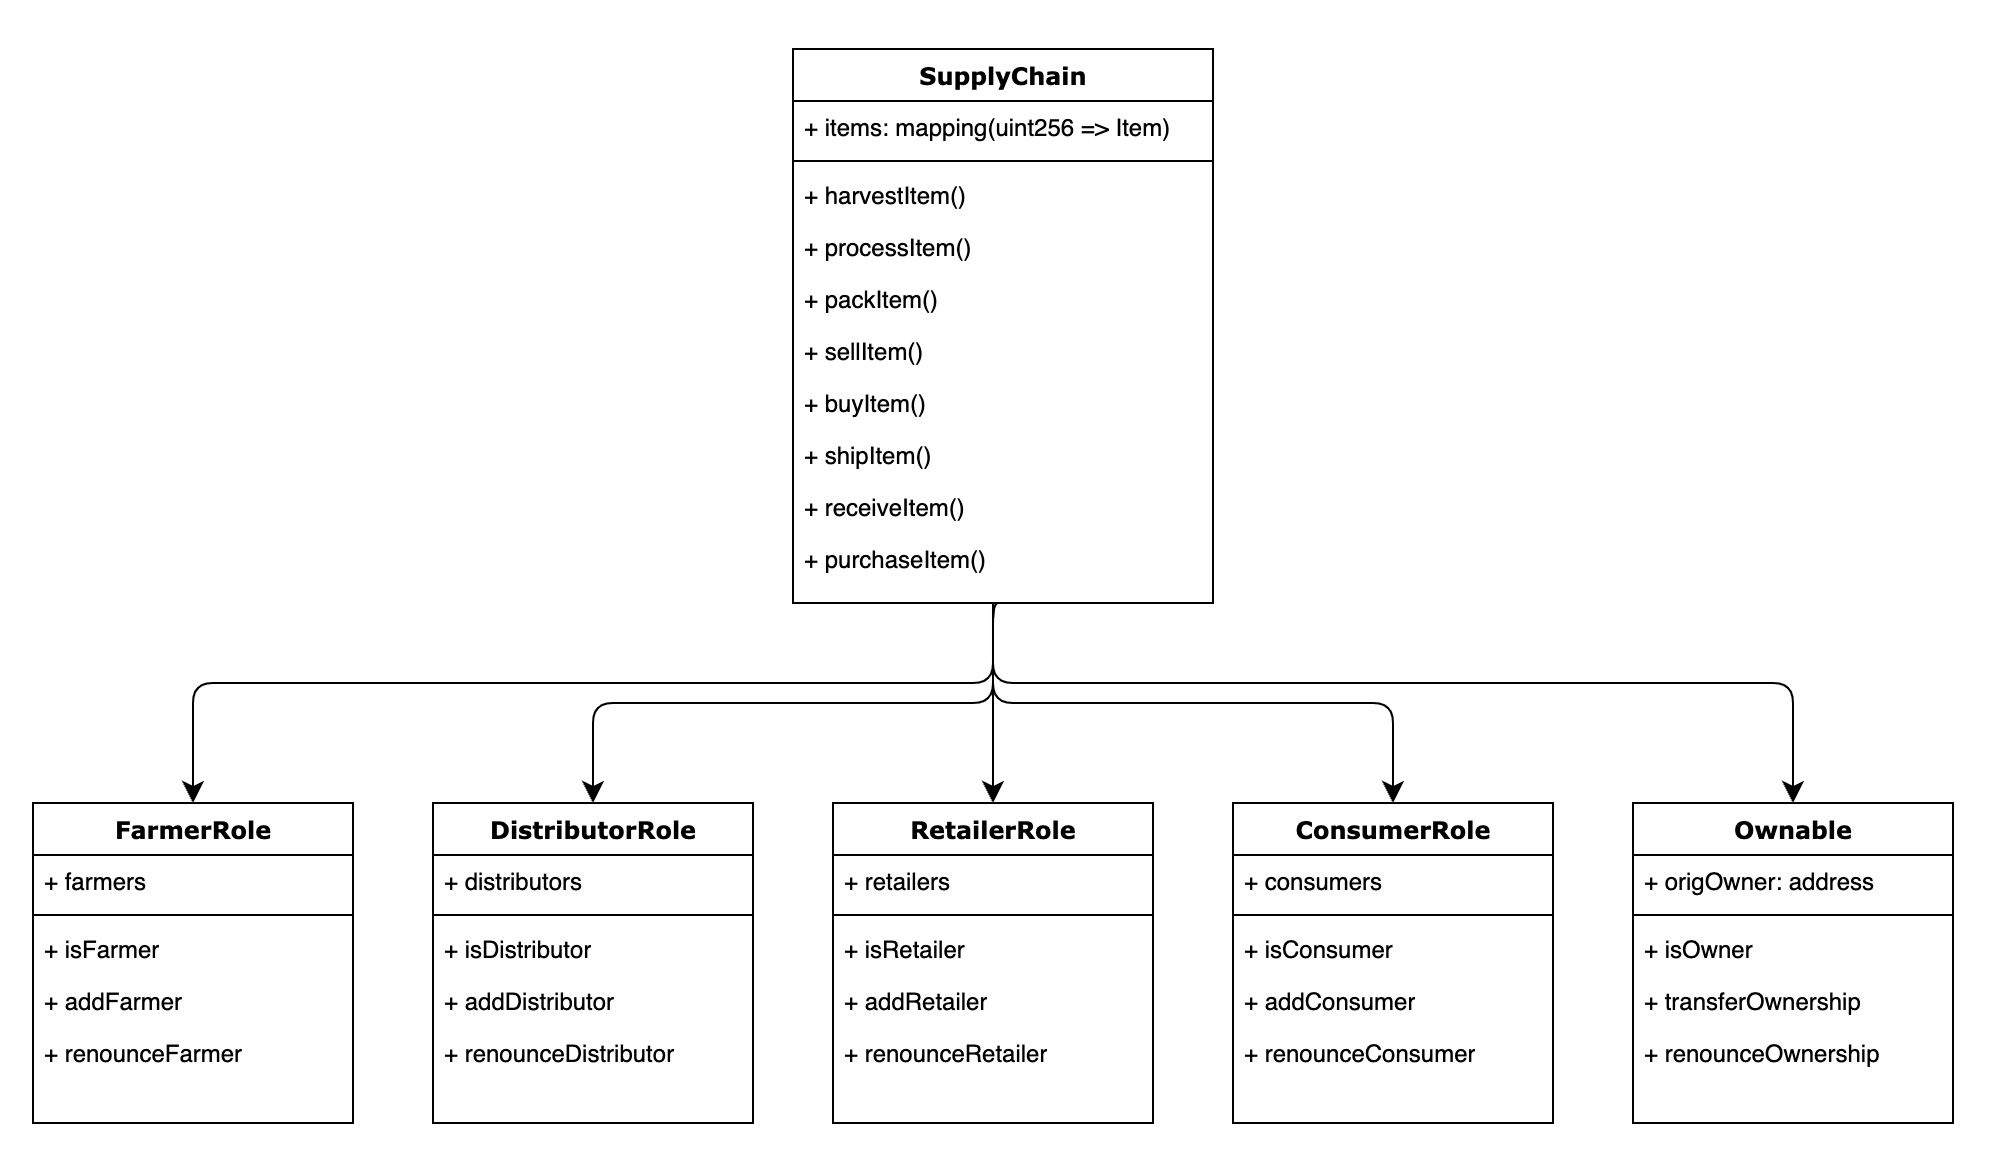 SupplyChain
+ items: mapping(uint256 => Item)
+ harvestItem()
+ processItem()
+ packItem()
+ sellItem()
+ buyItem()
+ shipItem()
+ receiveItem()
+ purchaseItem()
FarmerRole
+ farmers
+ isFarmer
+ addFarmer
+ renounceFarmer
DistributorRole
+ distributors
+ isDistributor
+ addDistributor
+ renounceDistributor
RetailerRole
+ retailers
+ isRetailer
+ addRetailer
+ renounceRetailer
ConsumerRole
+ consumers
+ isConsumer
+ addConsumer
+ renounceConsumer
Ownable
+ origOwner: address
+ isOwner
+ transferOwnership
+ renounceOwnership